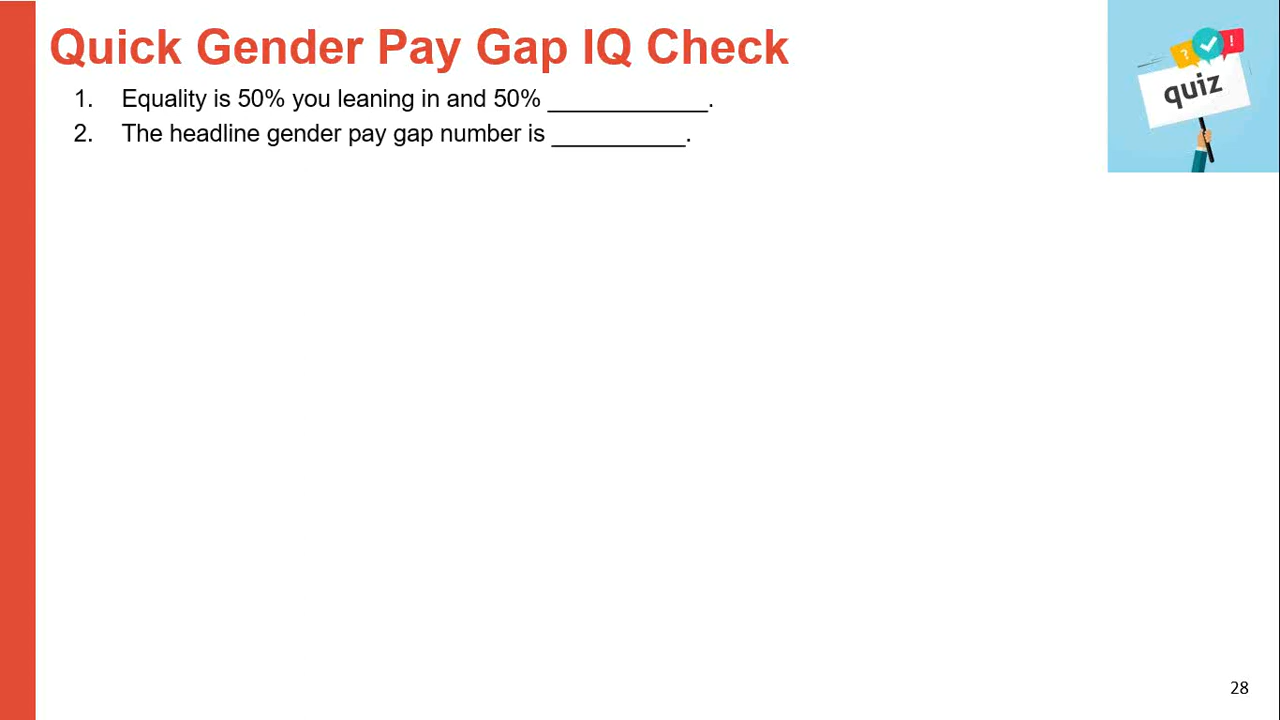 Quick Gender Pay Gap IQ Check
1. Equality is 50% you leaning in and 50% ____________.
2. The headline gender pay gap number is __________.
? !
quiz
28